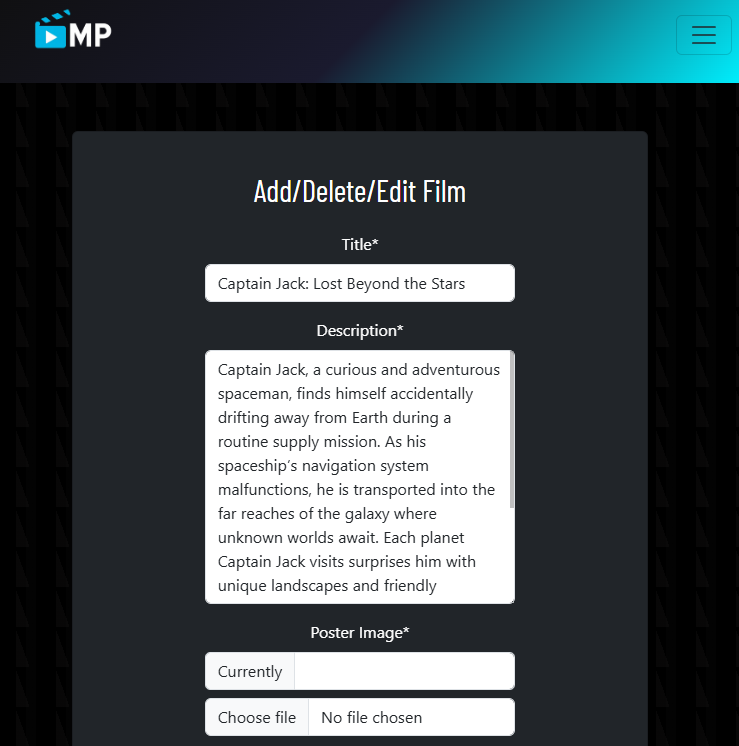 MP
Add/Delete/Edit Film
Title*
Captain Jack: Lost Beyond the Stars
Description*
Captain Jack, a curious and adventurous
spaceman, finds himself accidentally
drifting away from Earth during a
routine supply mission. As his
spaceship’s navigation system
malfunctions, he is transported into the
far reaches of the galaxy where
unknown worlds await. Each planet
Captain Jack visits surprises him with
unique landscapes and friendly
Poster Image*
Currently
Choose file No file chosen